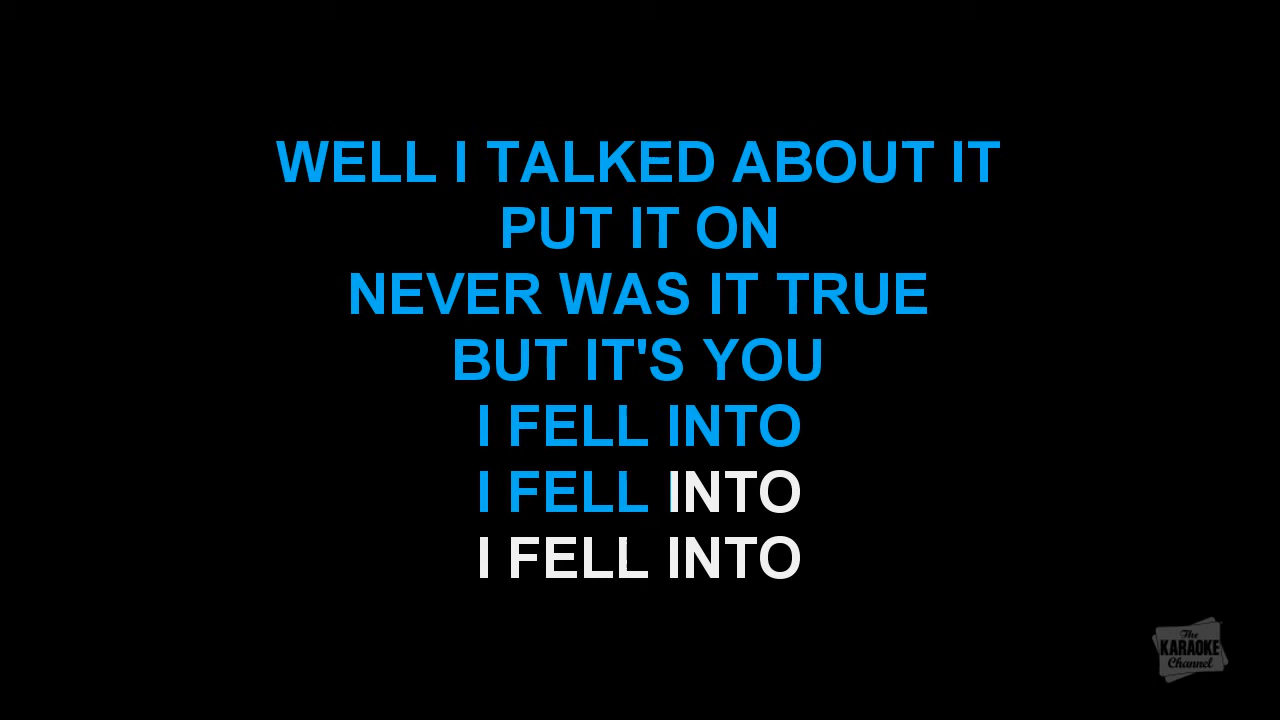 WELL I TALKED ABOUT IT
PUT IT ON
NEVER WAS IT TRUE
BUT IT'S YOU
I FELL INTO
I FELL INTO
I FELL INTO
The
KARAOKE
Channel